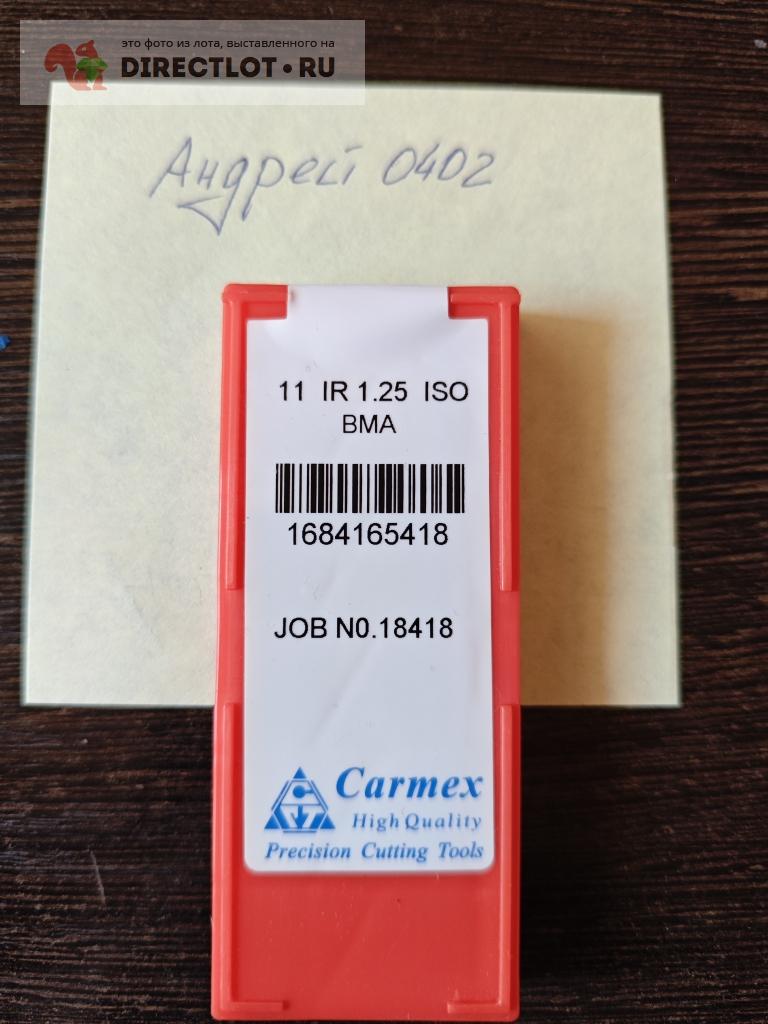 это фото из лота, выставленного на
DIRECTLOT•RU
Андрей 0402
11 IR 1.25 ISO
BMA
1684165418
JOB N0.18418
Carmex
High Quality
Precision Cutting Tools